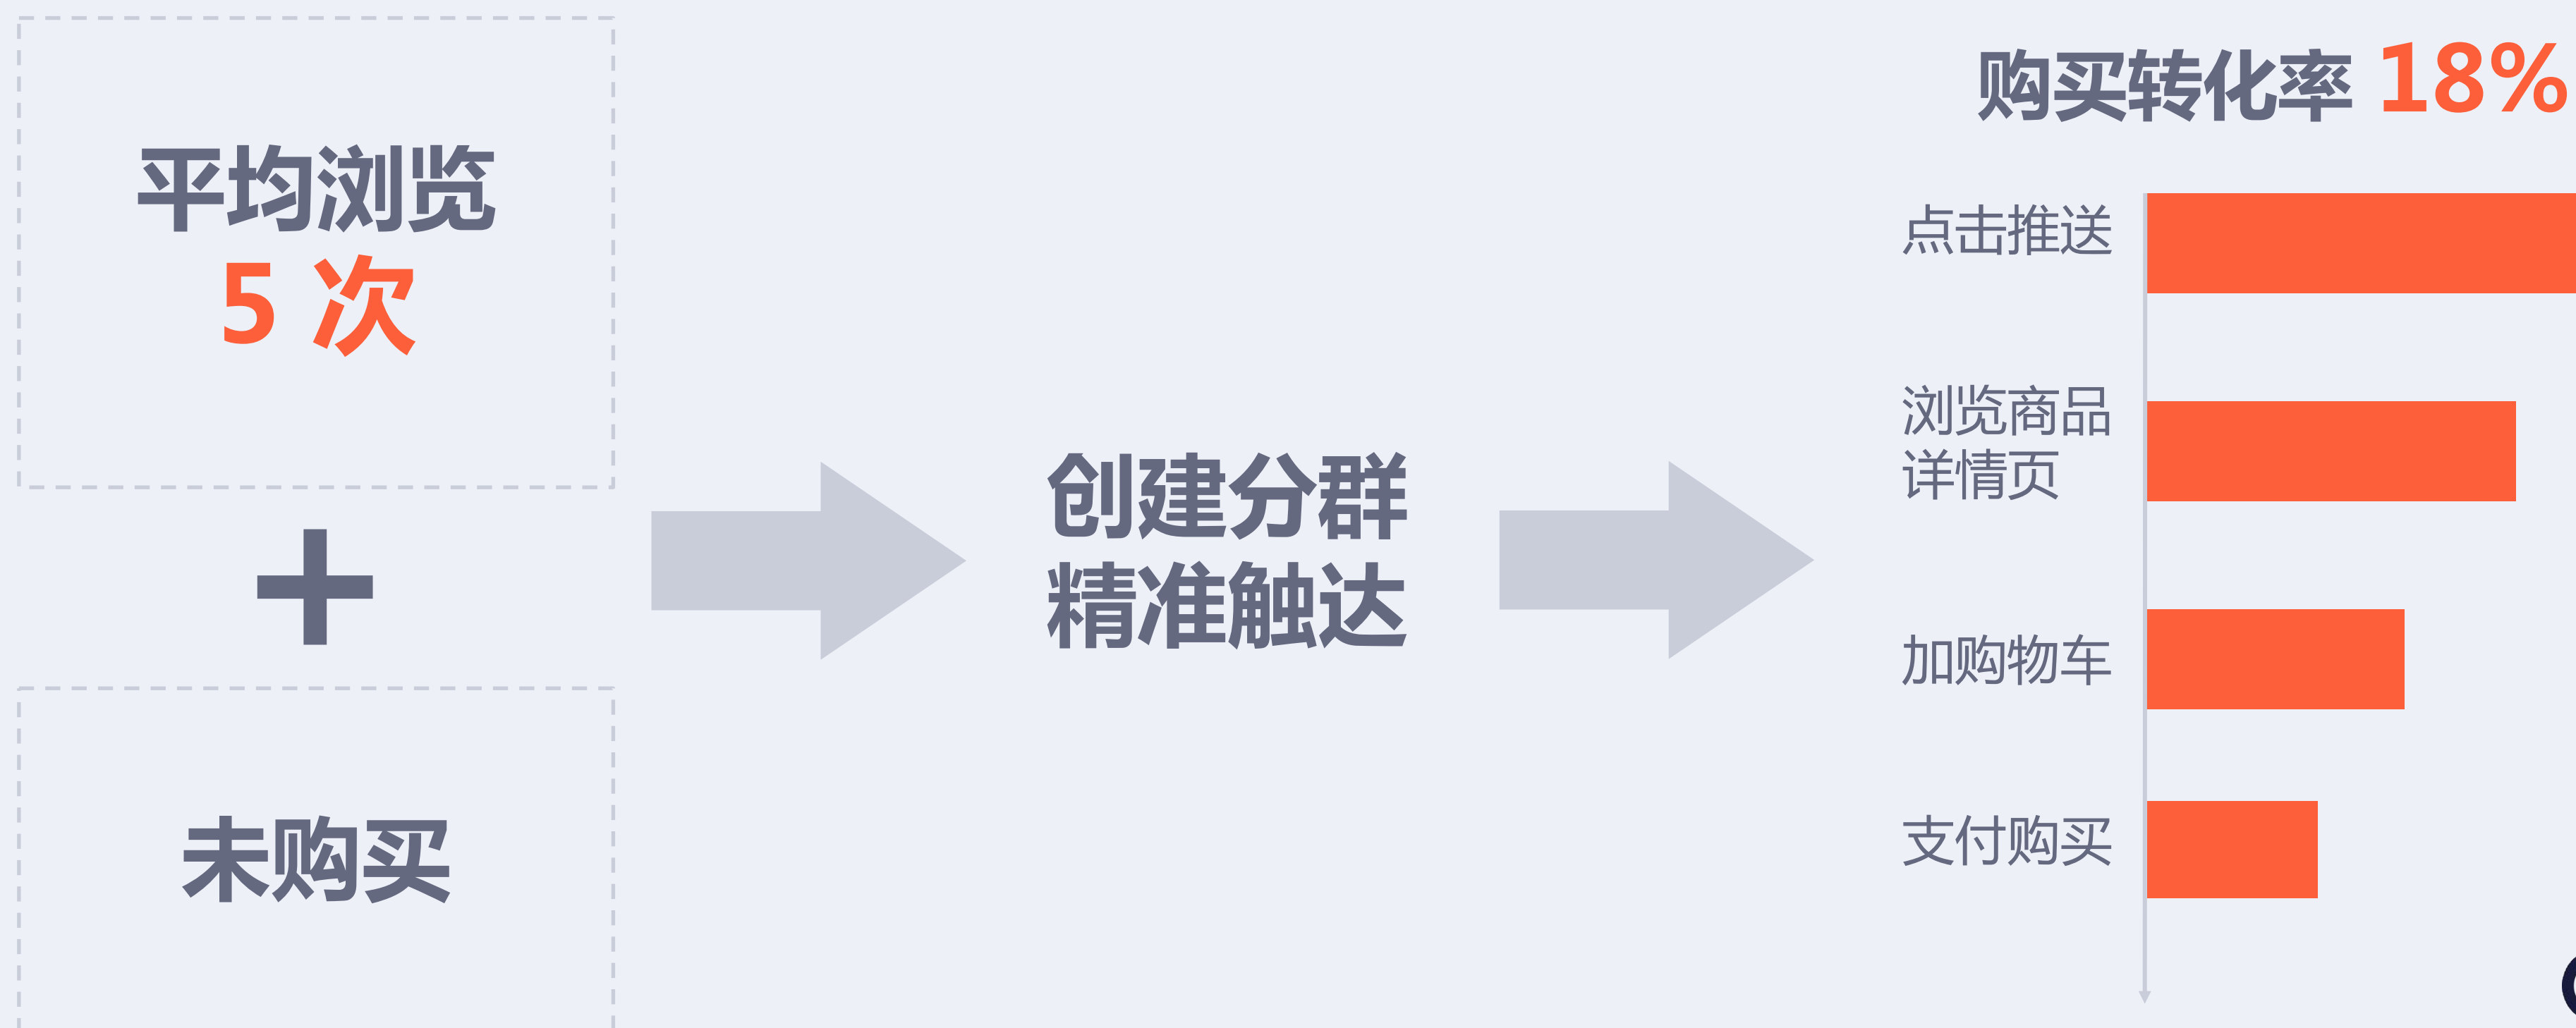 平均浏览
5 次
+
未购买
创建分群
精准触达
购买转化率 18%
点击推送
浏览商品
详情页
加购物车
支付购买